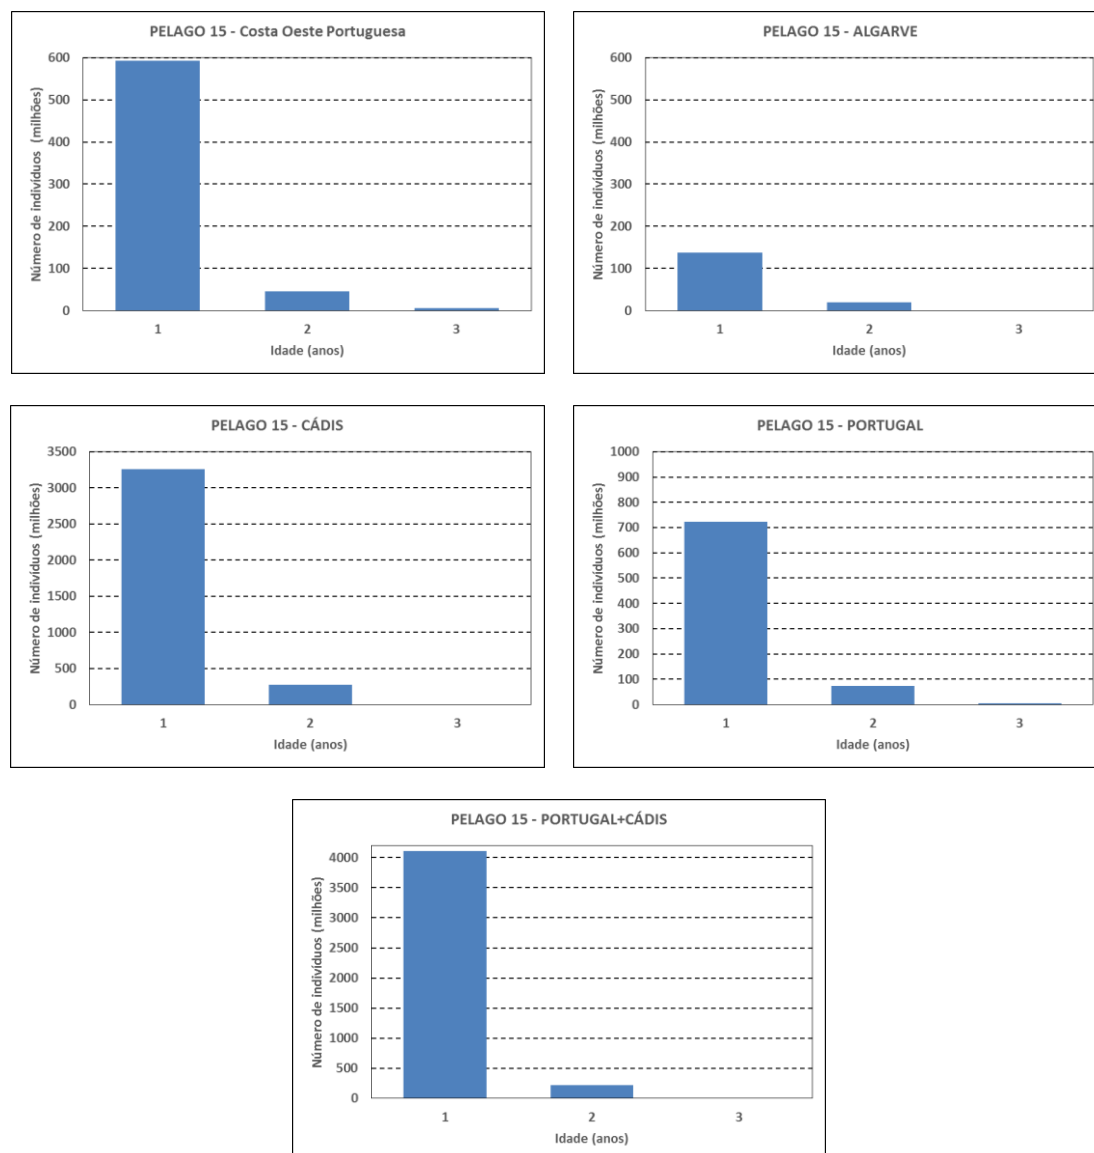 PELAGO 15 - Costa Oeste Portuguesa
Número de indivíduos (milhões)
600
500
400
300
200
100
0
1 2 3
Idade (anos)
PELAGO 15 - ALGARVE
Número de indivíduos (milhões)
600
500
400
300
200
100
0
1 2 3
Idade (anos)
PELAGO 15 - CÁDIS
Número de indivíduos (milhões)
3500
3000
2500
2000
1500
1000
500
0
1 2 3
Idade (anos)
PELAGO 15 - PORTUGAL
Número de indivíduos (milhões)
1000
900
800
700
600
500
400
300
200
100
0
1 2 3
Idade (anos)
PELAGO 15 - PORTUGAL+CÁDIS
Número de indivíduos (milhões)
4000
3500
3000
2500
2000
1500
1000
500
0
1 2 3
Idade (anos)